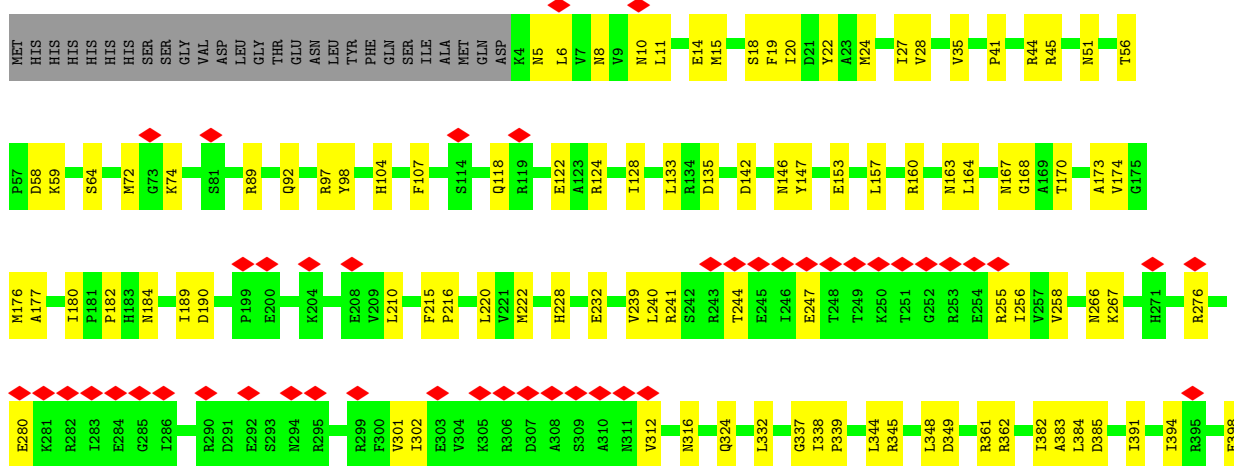 MET HIS HIS HIS HIS HIS HIS SER SER GLY VAL ASP LEU GLY THR GLU ASN LEU TYR PHE GLN SER ILE ALA MET GLN ASP K4 N5 L6 V7 N8 V9 N10 L11 E14 M15 S18 F19 I20 D21 Y22 A23 M24 I27 V28 V35 P41 R44 R45 N51 T56
P57 D58 K59 S64 M72 G73 K74 S81 R89 Q92 R97 Y98 H104 F107 S114 Q118 R119 E122 A123 R124 I128 L133 R134 D135 D142 N146 Y147 E153 L157 R160 N163 L164 N167 G168 A169 T170 A173 V174 G175
M176 A177 I180 P181 P182 H183 N184 I189 D190 P199 E200 K204 E208 V209 L210 F215 P216 L220 V221 M222 H228 E232 V239 L240 R241 S242 R243 T244 E245 I246 E247 T248 T249 K250 T251 G252 R253 E254 R255 I256 V257 V258 N266 K267 H271 R276
E280 K281 R282 I283 E284 G285 I286 R290 D291 E292 S293 N294 R295 R299 F300 V301 I302 E303 V304 K305 R306 D307 A308 S309 A310 N311 V312 N316 Q324 L332 G337 I338 P339 L344 R345 L348 D349 R361 R362 I382 A383 L384 D385 I391 I394 R395 E398